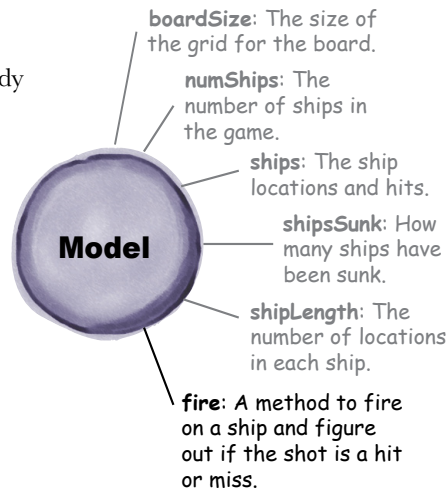 boardSize: The size of
the grid for the board.
dy
numShips: The
number of ships in
the game.
ships: The ship
locations and hits.
Model
shipsSunk: How
many ships have
been sunk.
shipLength: The
number of locations
in each ship.
fire: A method to fire
on a ship and figure
out if the shot is a hit
or miss.